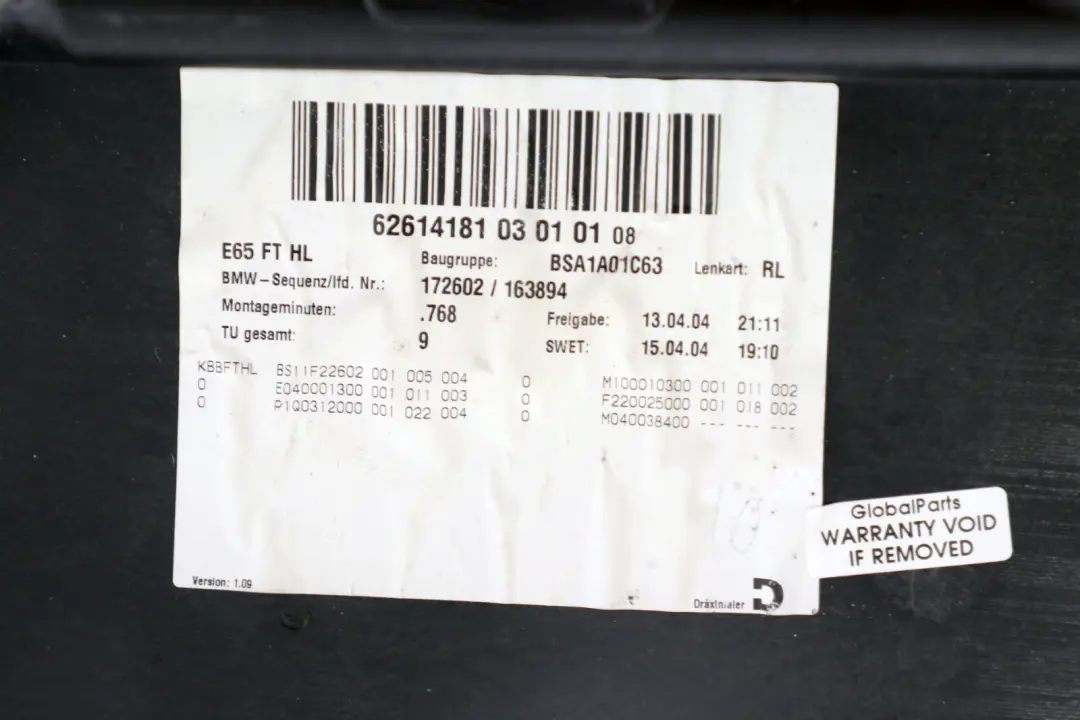 62614181 03 01 01 08
E65 FT HL Baugruppe: BSA1A01C63 Lenkart: RL
BMW-Sequenz/lfd. Nr.: 172602 / 163894
Montageminuten: .768 Freigabe: 13.04.04 21:11
TU gesamt: 9 SWET: 15.04.04 19:10
KBBFTHL BS11F22602 001 005 004 0 M100010300 001 011 002
0 E040001300 001 011 003 0 F220025000 001 018 002
0 P1Q0312000 001 022 004 0 M040038400 --- --- ---
GlobalParts
WARRANTY VOID
IF REMOVED
Version: 1.09
Dräxlmaier